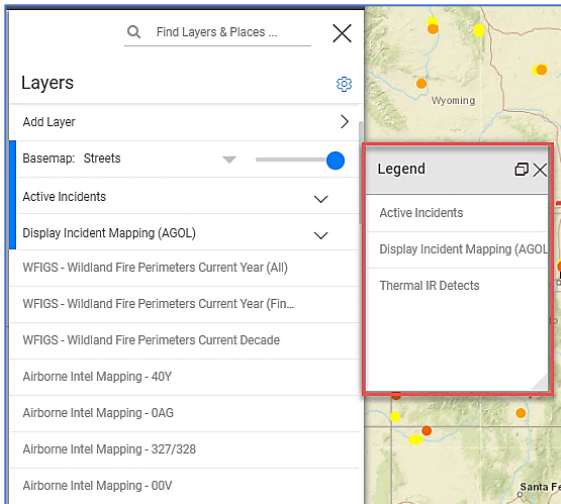 Find Layers & Places ...
Layers
Add Layer
Basemap: Streets
Active Incidents
Display Incident Mapping (AGOL)
WFIGS - Wildland Fire Perimeters Current Year (All)
WFIGS - Wildland Fire Perimeters Current Year (Fin...
WFIGS - Wildland Fire Perimeters Current Decade
Airborne Intel Mapping - 40Y
Airborne Intel Mapping - 0AG
Airborne Intel Mapping - 327/328
Airborne Intel Mapping - 00V
Wyoming
Legend
Active Incidents
Display Incident Mapping (AGOL
Thermal IR Detects
Santa Fe